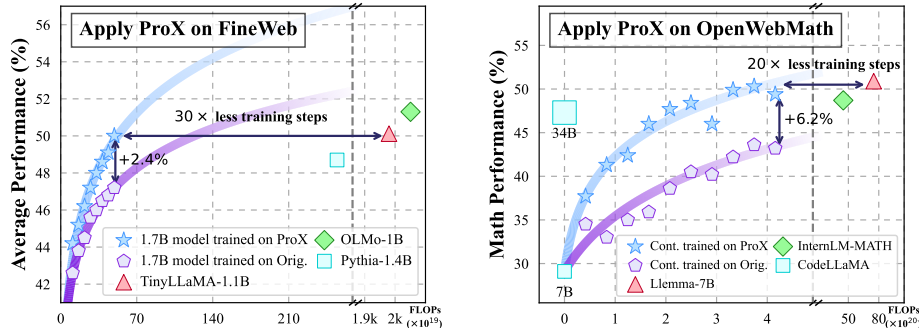 Apply ProX on FineWeb
Average Performance (%)
56
54
52
50
48
46
44
42
30 × less training steps
+2.4%
1.7B model trained on ProX
1.7B model trained on Orig.
TinyLLaMA-1.1B
OLMo-1B
Pythia-1.4B
0 70 140 210 1.9k 2k
FLOPs
(×10¹⁹)
Apply ProX on OpenWebMath
Math Performance (%)
55
50
45
40
35
30
20 × less training steps
+6.2%
34B
7B
Cont. trained on ProX
Cont. trained on Orig.
Llemma-7B
InternLM-MATH
CodeLLaMA
0 1 2 3 4 50 80
FLOPs
(×10²⁰